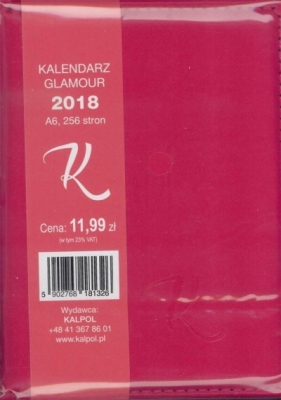 KALENDARZ
GLAMOUR
2018
A6, 256 stron
K
Cena: 11,99 zł
(w tym 23% VAT)
5 902768 181326
Wydawca:
KALPOL
+48 41 367 86 01
www.kalpol.pl